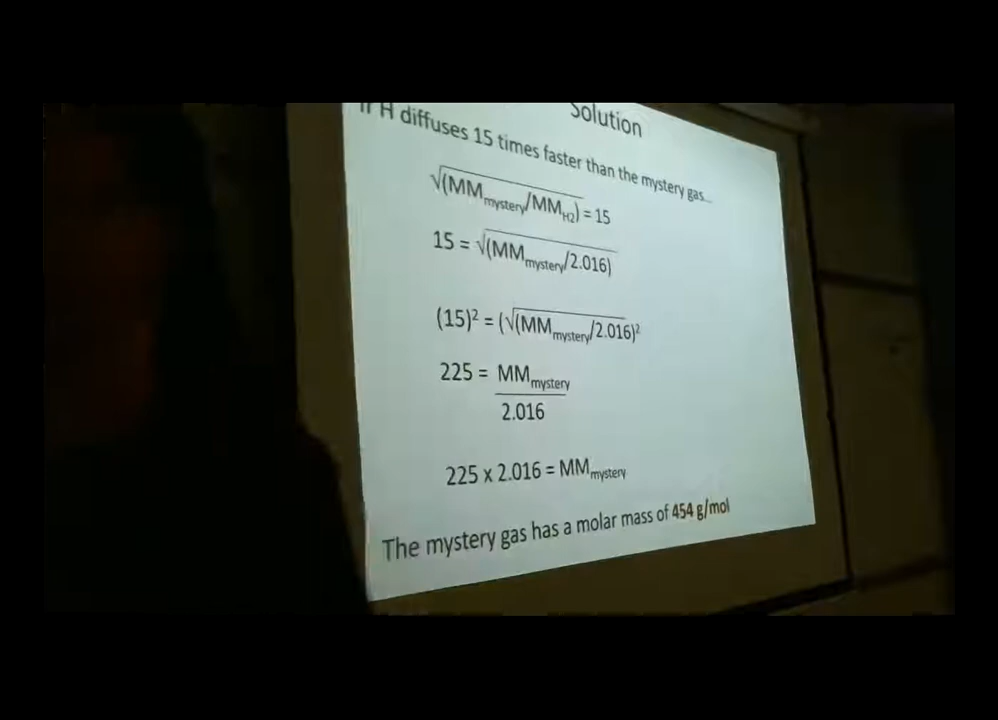 Solution
If H diffuses 15 times faster than the mystery gas...
√(MMmystery/MMH2) = 15
15 = √(MMmystery/2.016)
(15)² = (√(MMmystery/2.016)²
225 = MMmystery
2.016
225 x 2.016 = MMmystery
The mystery gas has a molar mass of 454 g/mol